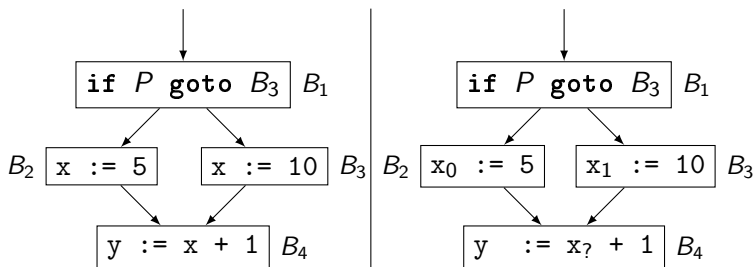 if P goto B₃ B₁
B₂ x := 5 x := 10 B₃
y := x + 1 B₄
if P goto B₃ B₁
B₂ x₀ := 5 x₁ := 10 B₃
y := x? + 1 B₄